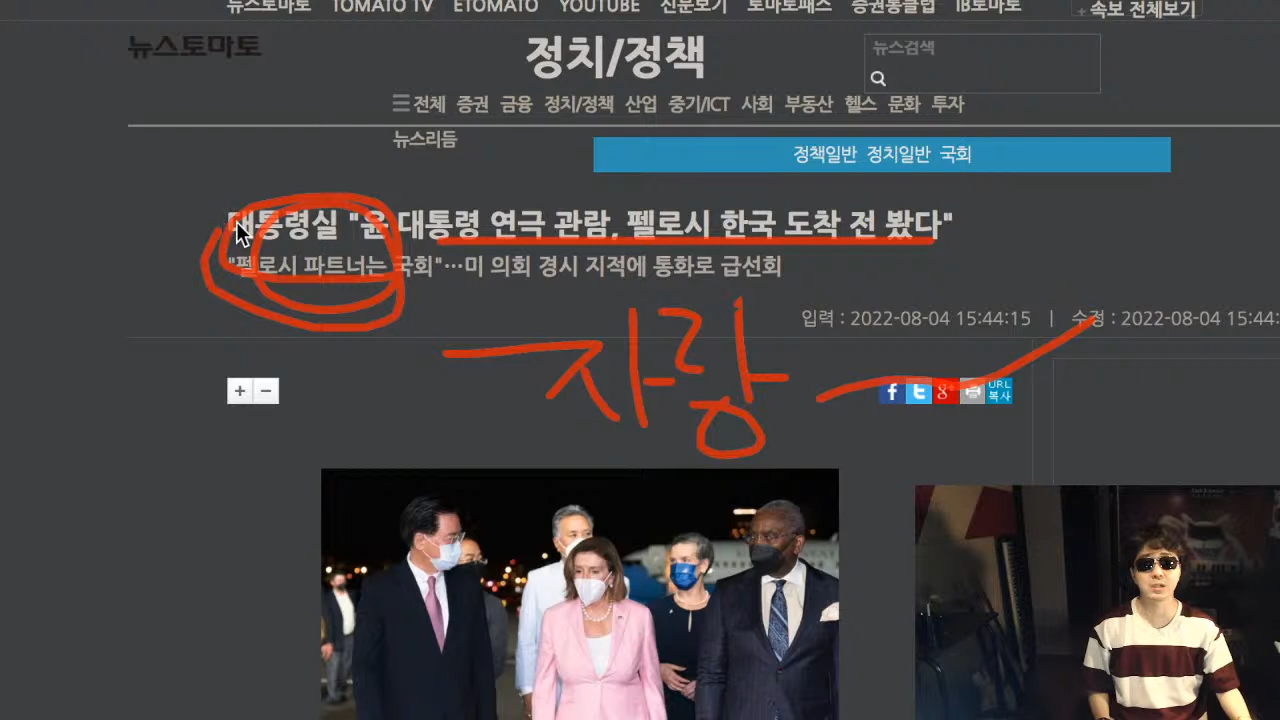 뉴스토마토 TOMATO TV ETOMATO YOUTUBE 신문보기 토마토패스 증권통클럽 IB토마토 + 속보 전체보기
뉴스토마토 정치/정책 뉴스검색
전체 증권 금융 정치/정책 산업 중기/ICT 사회 부동산 헬스 문화 투자
뉴스리듬
정책일반 정치일반 국회
대통령실 "윤 대통령 연극 관람, 펠로시 한국 도착 전 봤다"
"펠로시 파트너는 국회"…미 의회 경시 지적에 통화로 급선회
입력 : 2022-08-04 15:44:15 | 수정 : 2022-08-04 15:44:
자랑
+ −
f t g+ URL 복사